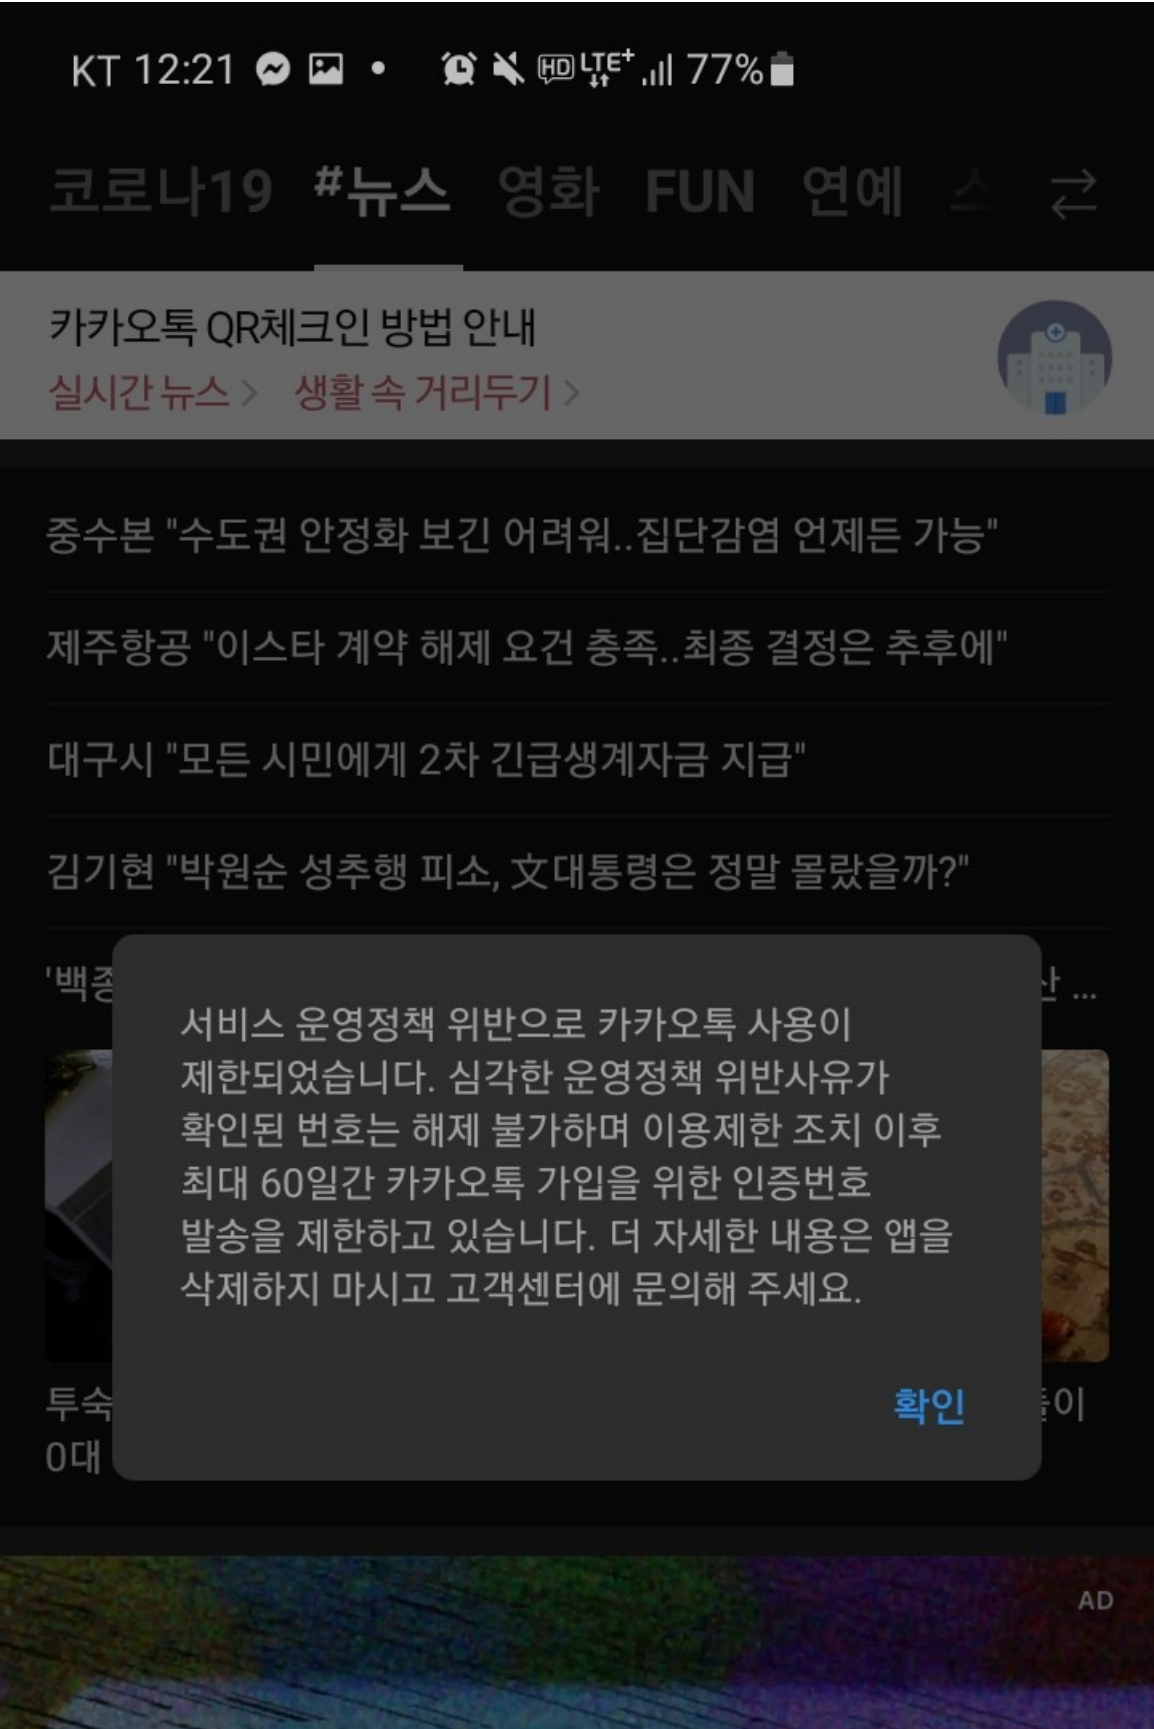 KT 12:21 HD LTE+ 77%
코로나19 #뉴스 영화 FUN 연예
카카오톡 QR체크인 방법 안내
실시간 뉴스 > 생활 속 거리두기 >
중수본 "수도권 안정화 보긴 어려워..집단감염 언제든 가능"
제주항공 "이스타 계약 해제 요건 충족..최종 결정은 추후에"
대구시 "모든 시민에게 2차 긴급생계자금 지급"
김기현 "박원순 성추행 피소, 文대통령은 정말 몰랐을까?"
'백종 산 ...
서비스 운영정책 위반으로 카카오톡 사용이
제한되었습니다. 심각한 운영정책 위반사유가
확인된 번호는 해제 불가하며 이용제한 조치 이후
최대 60일간 카카오톡 가입을 위한 인증번호
발송을 제한하고 있습니다. 더 자세한 내용은 앱을
삭제하지 마시고 고객센터에 문의해 주세요.
확인
투숙 이
0대
AD